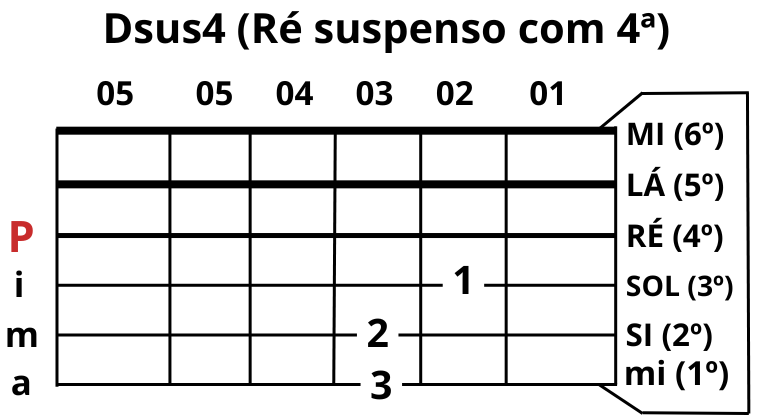 Dsus4 (Ré suspenso com 4ª)
05 05 04 03 02 01
MI (6º)
LÁ (5º)
P RÉ (4º)
i 1 SOL (3º)
m 2 SI (2º)
a 3 mi (1º)